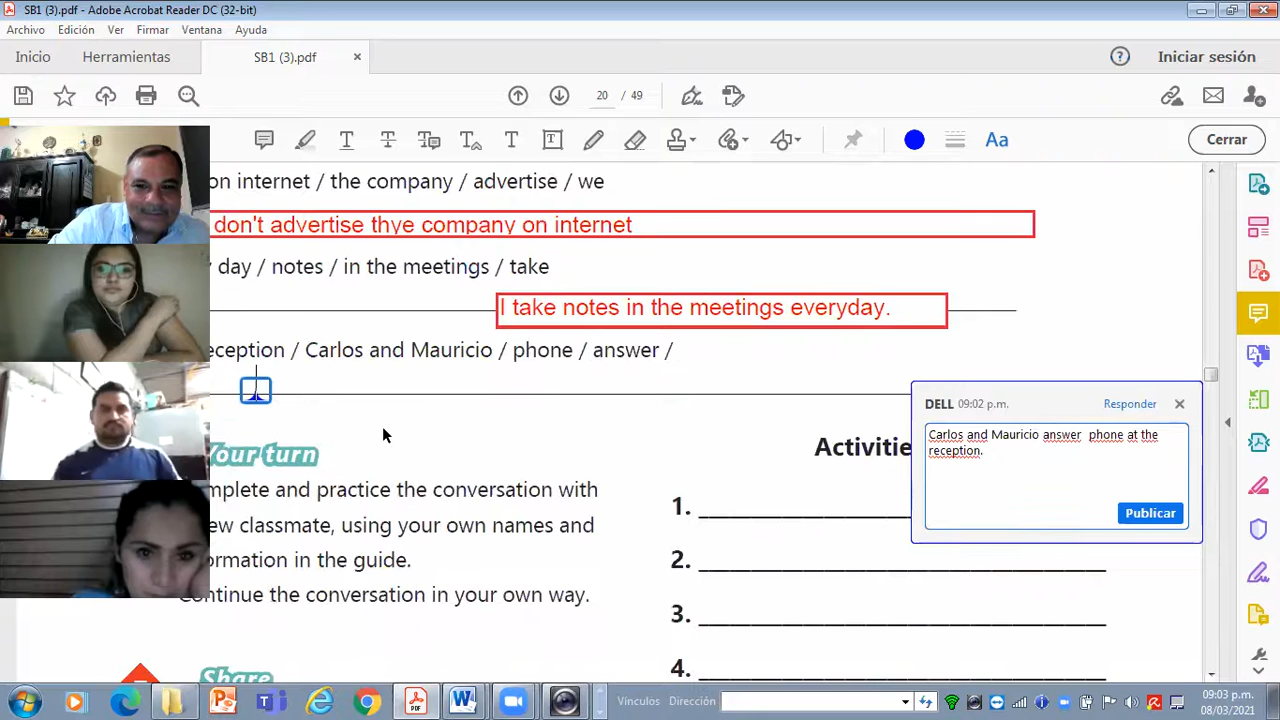 SB1 (3).pdf - Adobe Acrobat Reader DC (32-bit)
Archivo Edición Ver Firmar Ventana Ayuda
Inicio Herramientas SB1 (3).pdf × Iniciar sesión
20 / 49
Cerrar
on internet / the company / advertise / we
don't advertise thye company on internet
day / notes / in the meetings / take
I take notes in the meetings everyday.
eception / Carlos and Mauricio / phone / answer /
DELL 09:02 p.m. Responder
Carlos and Mauricio answer phone at the
reception.
Publicar
Your turn
Activitie
mplete and practice the conversation with
ew classmate, using your own names and
ormation in the guide.
Continue the conversation in your own way.
1.
2.
3.
4.
Share
Vínculos Dirección
09:03 p.m.
08/03/2021